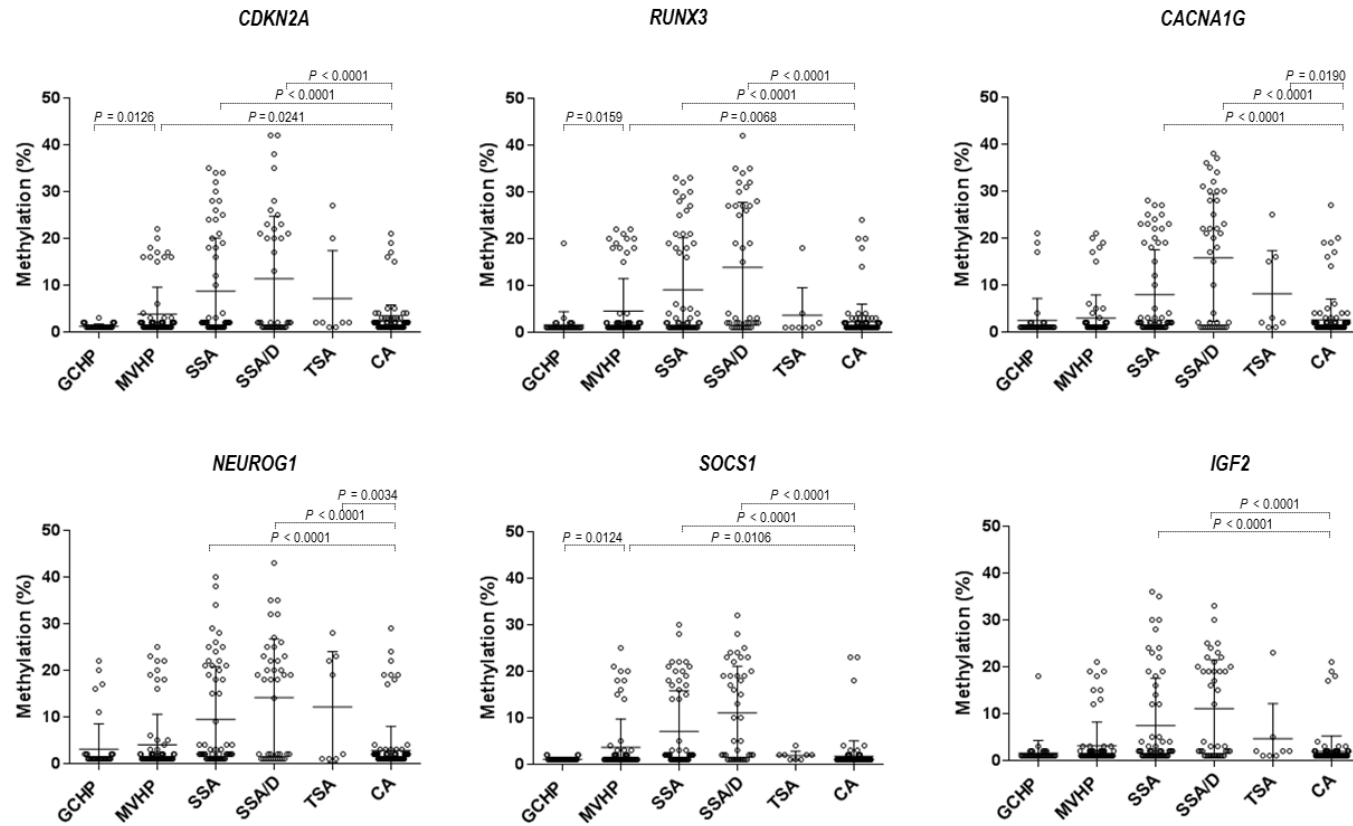 CDKN2A
P < 0.0001
P < 0.0001
P = 0.0126
P = 0.0241
Methylation (%)
50
40
30
20
10
0
GCHP
MVHP
SSA
SSA/D
TSA
CA
RUNX3
P < 0.0001
P < 0.0001
P = 0.0159
P = 0.0068
Methylation (%)
50
40
30
20
10
0
GCHP
MVHP
SSA
SSA/D
TSA
CA
CACNA1G
P = 0.0190
P < 0.0001
P < 0.0001
Methylation (%)
50
40
30
20
10
0
GCHP
MVHP
SSA
SSA/D
TSA
CA
NEUROG1
P = 0.0034
P < 0.0001
P < 0.0001
Methylation (%)
50
40
30
20
10
0
GCHP
MVHP
SSA
SSA/D
TSA
CA
SOCS1
P < 0.0001
P < 0.0001
P = 0.0124
P = 0.0106
Methylation (%)
50
40
30
20
10
0
GCHP
MVHP
SSA
SSA/D
TSA
CA
IGF2
P < 0.0001
P < 0.0001
Methylation (%)
50
40
30
20
10
0
GCHP
MVHP
SSA
SSA/D
TSA
CA